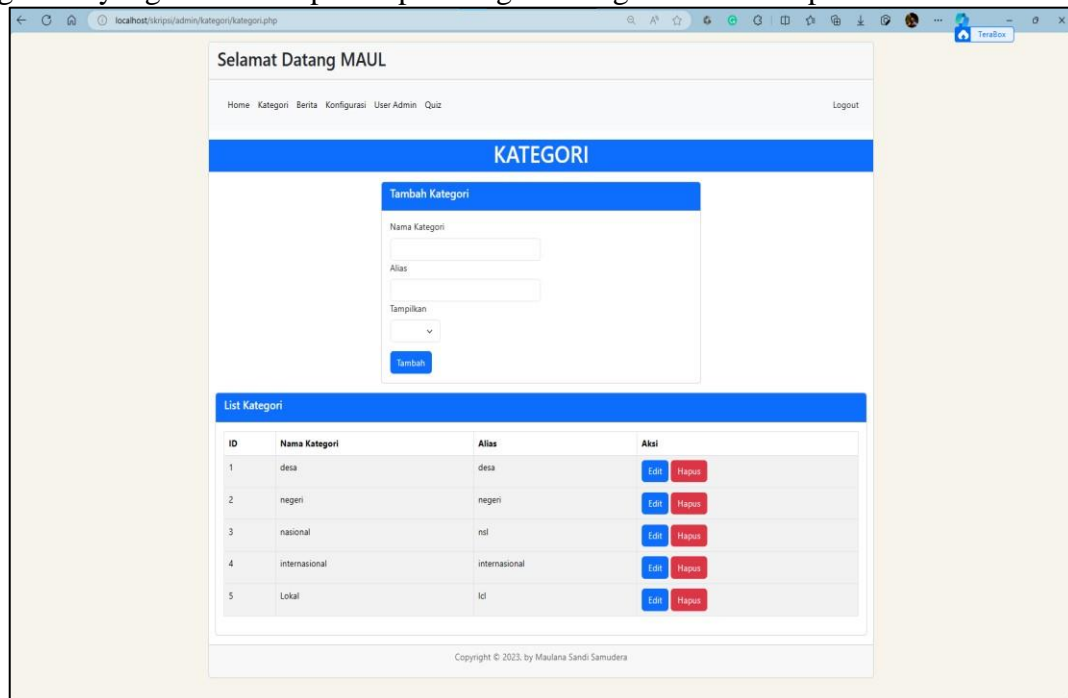 localhost/skripsi/admin/kategori/kategori.php
TeraBox
Selamat Datang MAUL
Home Kategori Berita Konfigurasi User Admin Quiz Logout
KATEGORI
Tambah Kategori
Nama Kategori
Alias
Tampilkan
Tambah
List Kategori
ID Nama Kategori Alias Aksi
1 desa desa Edit Hapus
2 negeri negeri Edit Hapus
3 nasional nsl Edit Hapus
4 internasional internasional Edit Hapus
5 Lokal lcl Edit Hapus
Copyright © 2023, by Maulana Sandi Samudera